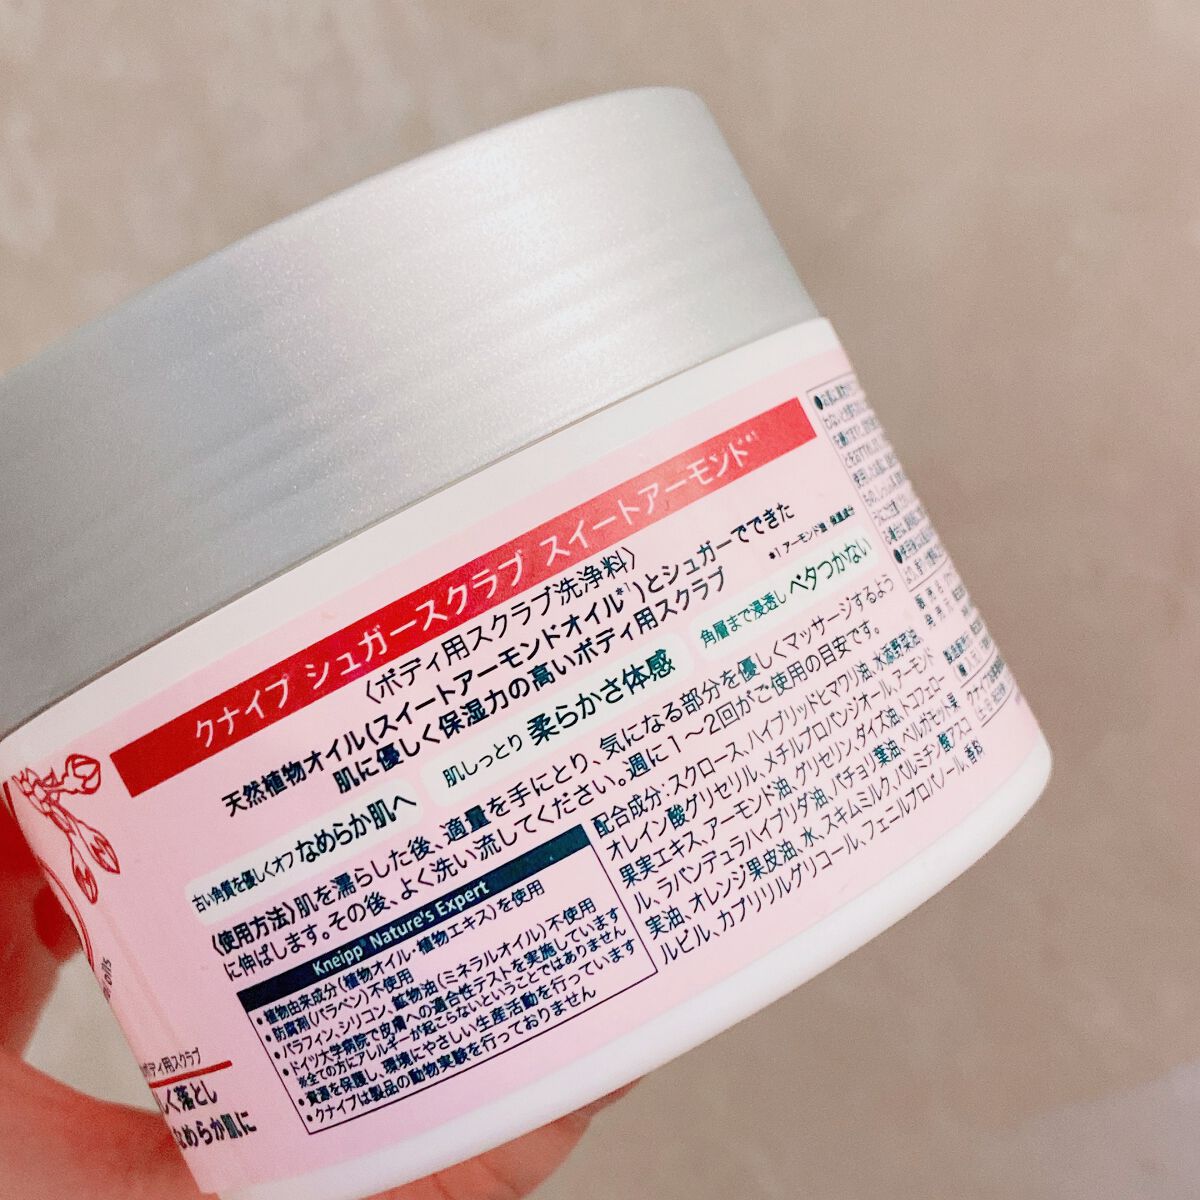 クナイプ シュガースクラブ スイートアーモンド*1
〈ボディ用スクラブ洗浄料〉
天然植物オイル(スイートアーモンドオイル*1)とシュガーでできた
肌に優しく保湿力の高いボディ用スクラブ
*1 アーモンド油 保湿成分
古い角質を優しくオフ なめらか肌へ
肌しっとり 柔らかさ体感
角層まで浸透し ベタつかない
〈使用方法〉肌を濡らした後、適量を手にとり、気になる部分を優しくマッサージするよう
に伸ばします。その後、よく洗い流してください。週に1~2回がご使用の目安です。
Kneipp® Nature's Expert
・植物由来成分(植物オイル・植物エキス)を使用
防腐剤(パラベン)不使用
・パラフィン、シリコン、鉱物油(ミネラルオイル)不使用
・ドイツ大学病院で皮膚への適合性テストを実施しています
※全ての方にアレルギーが起こらないということではありません
・資源を保護し、環境にやさしい生産活動を行っています
・クナイプは製品の動物実験を行っておりません
配合成分:スクロース、ハイブリッドヒマワリ油、水添野菜油、
オレイン酸グリセリル、メチルプロパンジオール、アーモンド
果実エキス、アーモンド油、グリセリン、ダイズ油、トコフェロー
ル、ラバンデュラハイブリダ油、パチョリ葉油、ベルガモット果
実油、オレンジ果皮油、水、スキムミルク、パルミチン酸アスコ
ルビル、カプリリルグリコール、フェニルプロパノール、香料
oils
ボディ用スクラブ
く落とし
なめらか肌に